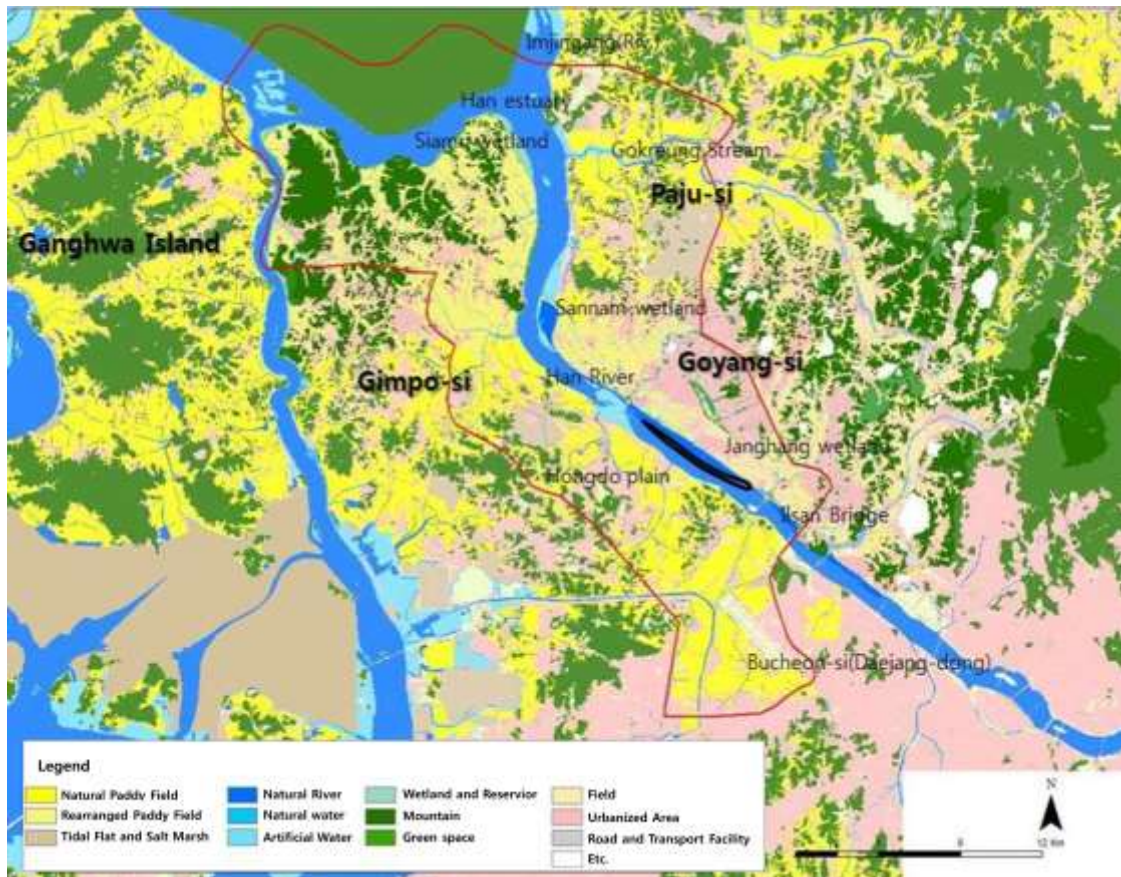 Imjingang(Riv.
Han estuary
Siamri wetland
Gokreung Stream
Paju-si
Ganghwa Island
Sannam wetland
Goyang-si
Han River
Gimpo-si
Janghang wetland
Hongdo plain
Ilsan Bridge
Bucheon-si(Daejang-dong)
Legend
Natural Paddy Field
Rearranged Paddy Field
Tidal Flat and Salt Marsh
Natural River
Natural water
Artificial Water
Wetland and Reservior
Mountain
Green space
Field
Urbanized Area
Road and Transport Facility
Etc.
N
6
12 Km